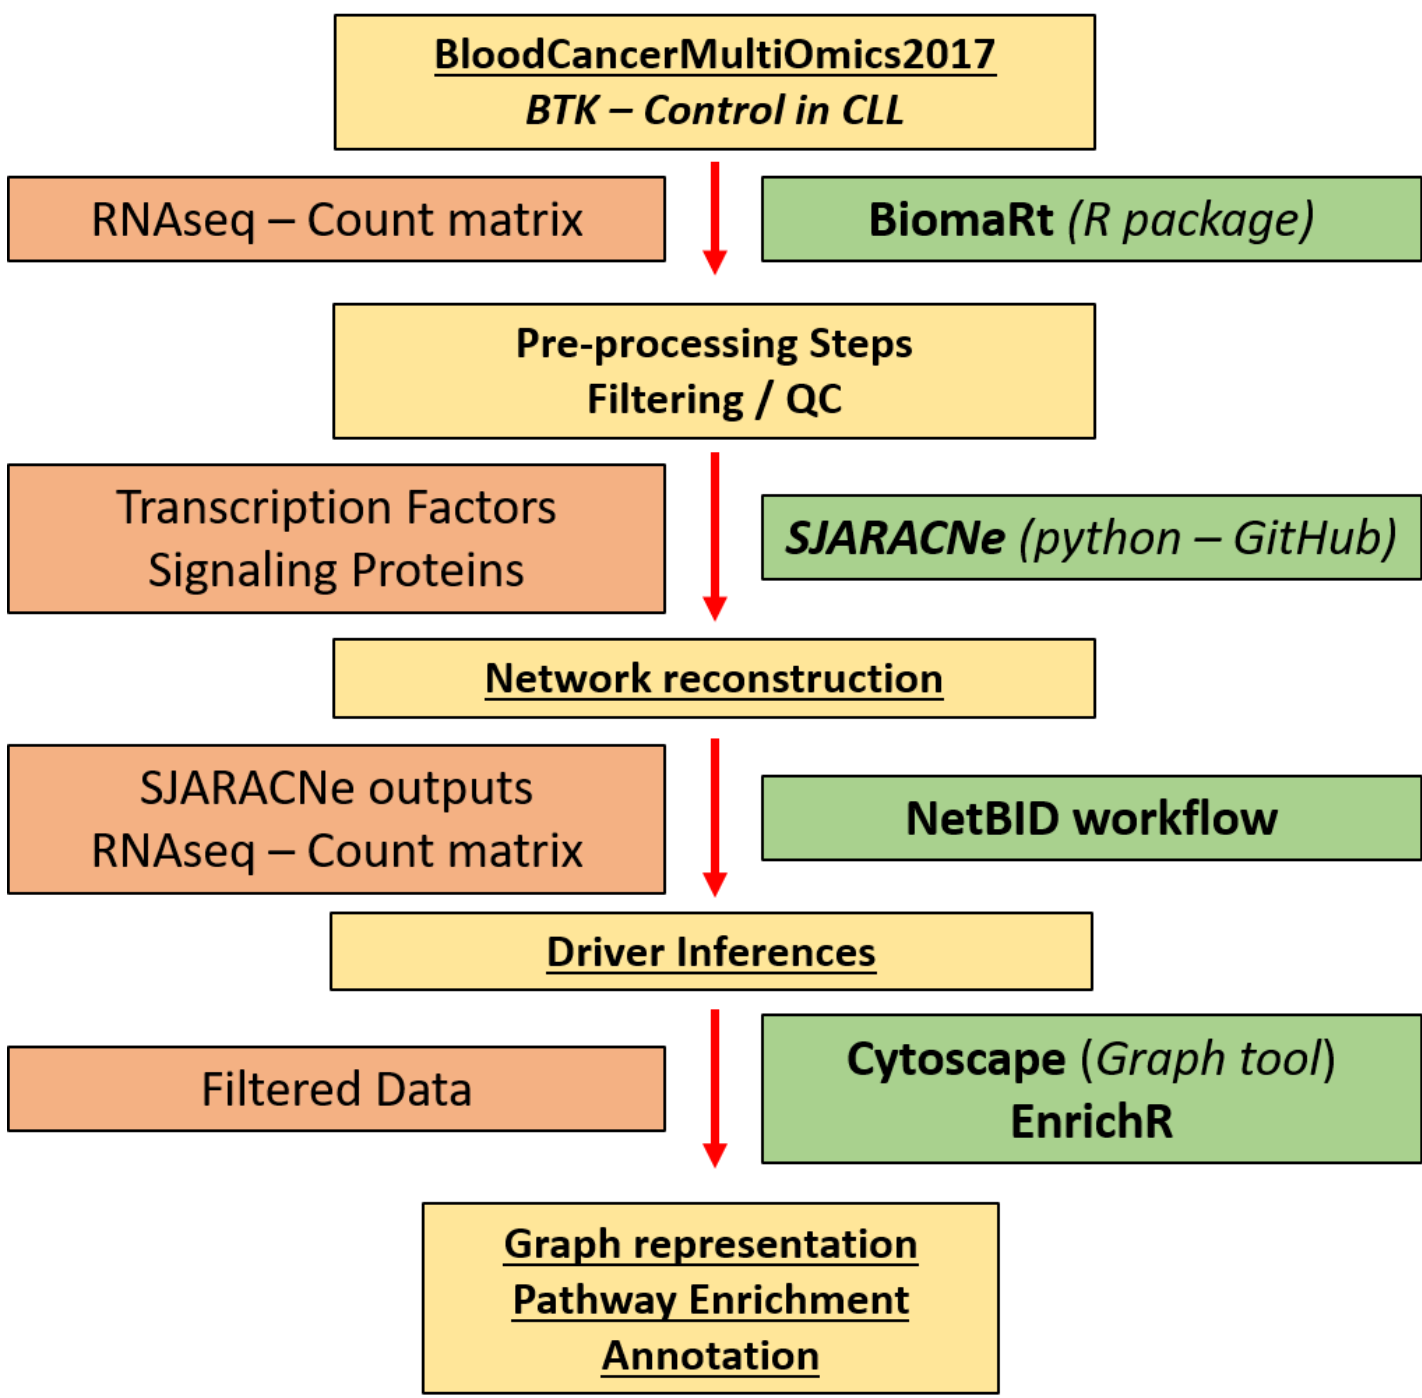 BloodCancerMultiOmics2017
BTK – Control in CLL
RNAseq – Count matrix
BiomaRt (R package)
Pre-processing Steps
Filtering / QC
Transcription Factors
Signaling Proteins
SJARACNe (python – GitHub)
Network reconstruction
SJARACNe outputs
RNAseq – Count matrix
NetBID workflow
Driver Inferences
Filtered Data
Cytoscape (Graph tool)
EnrichR
Graph representation
Pathway Enrichment
Annotation